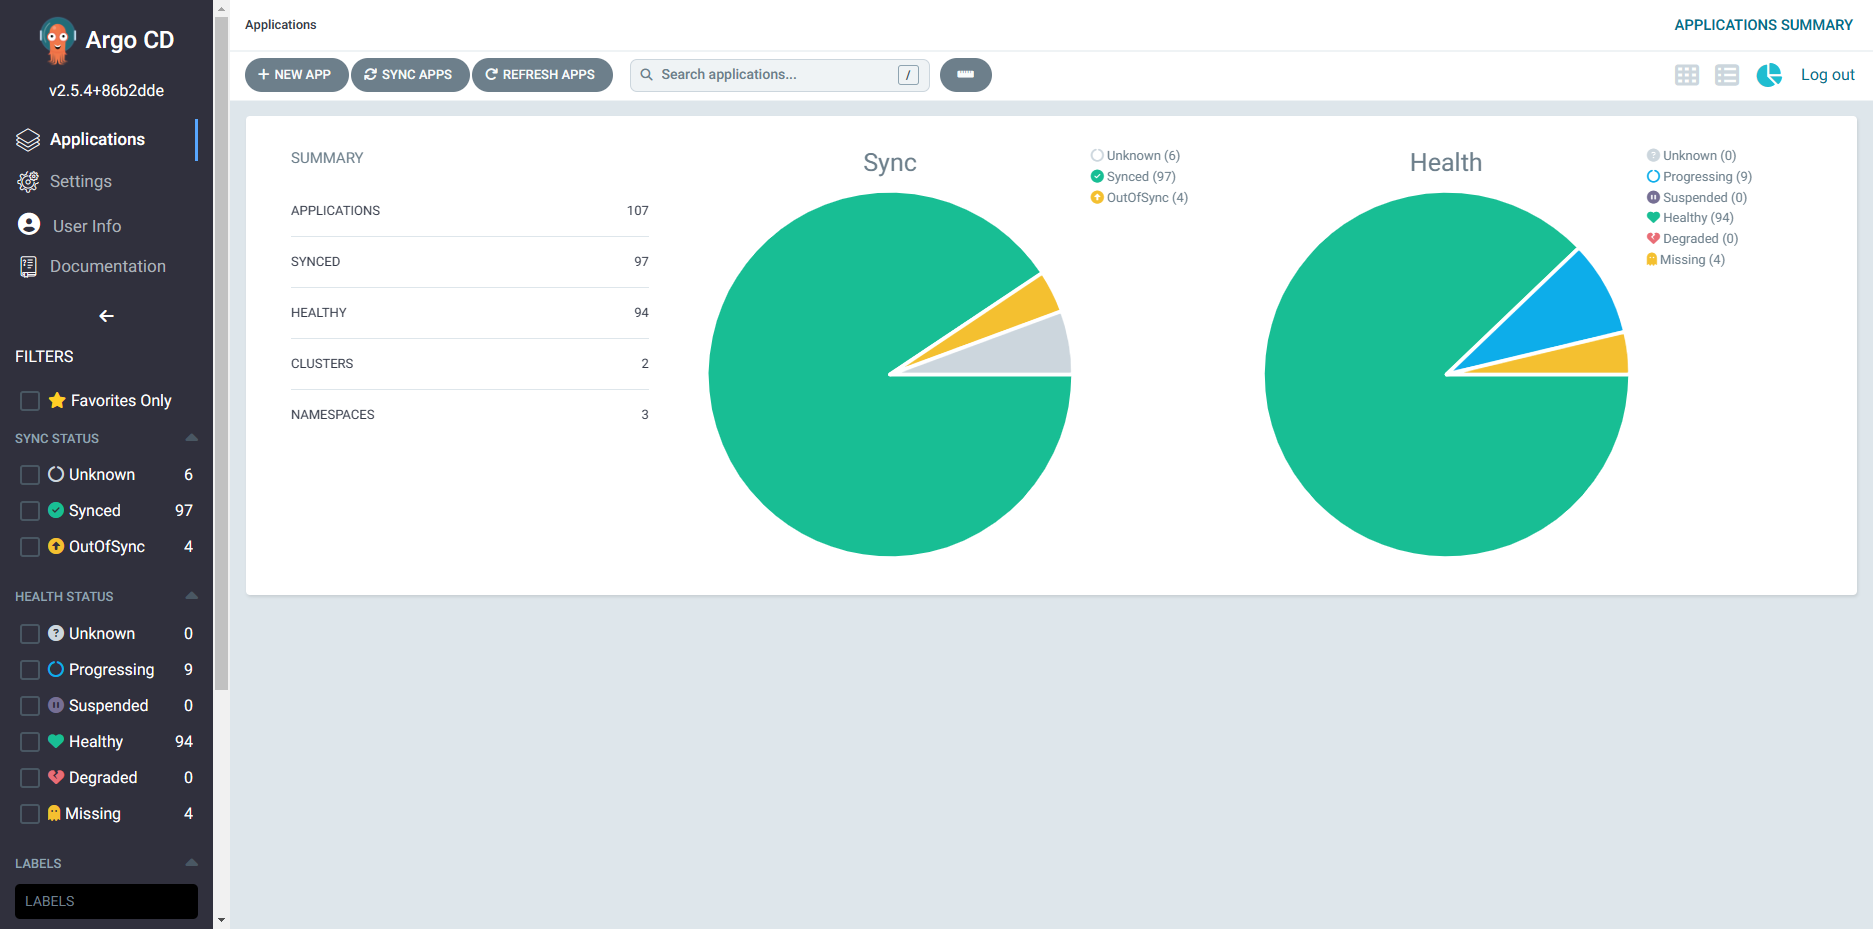 Argo CD
v2.5.4+86b2dde
Applications
Settings
User Info
Documentation
FILTERS
Favorites Only
SYNC STATUS
Unknown 6
Synced 97
OutOfSync 4
HEALTH STATUS
Unknown 0
Progressing 9
Suspended 0
Healthy 94
Degraded 0
Missing 4
LABELS
LABELS
Applications
APPLICATIONS SUMMARY
NEW APP
SYNC APPS
REFRESH APPS
Search applications...
/
Log out
SUMMARY
APPLICATIONS 107
SYNCED 97
HEALTHY 94
CLUSTERS 2
NAMESPACES 3
Sync
Unknown (6)
Synced (97)
OutOfSync (4)
Health
Unknown (0)
Progressing (9)
Suspended (0)
Healthy (94)
Degraded (0)
Missing (4)